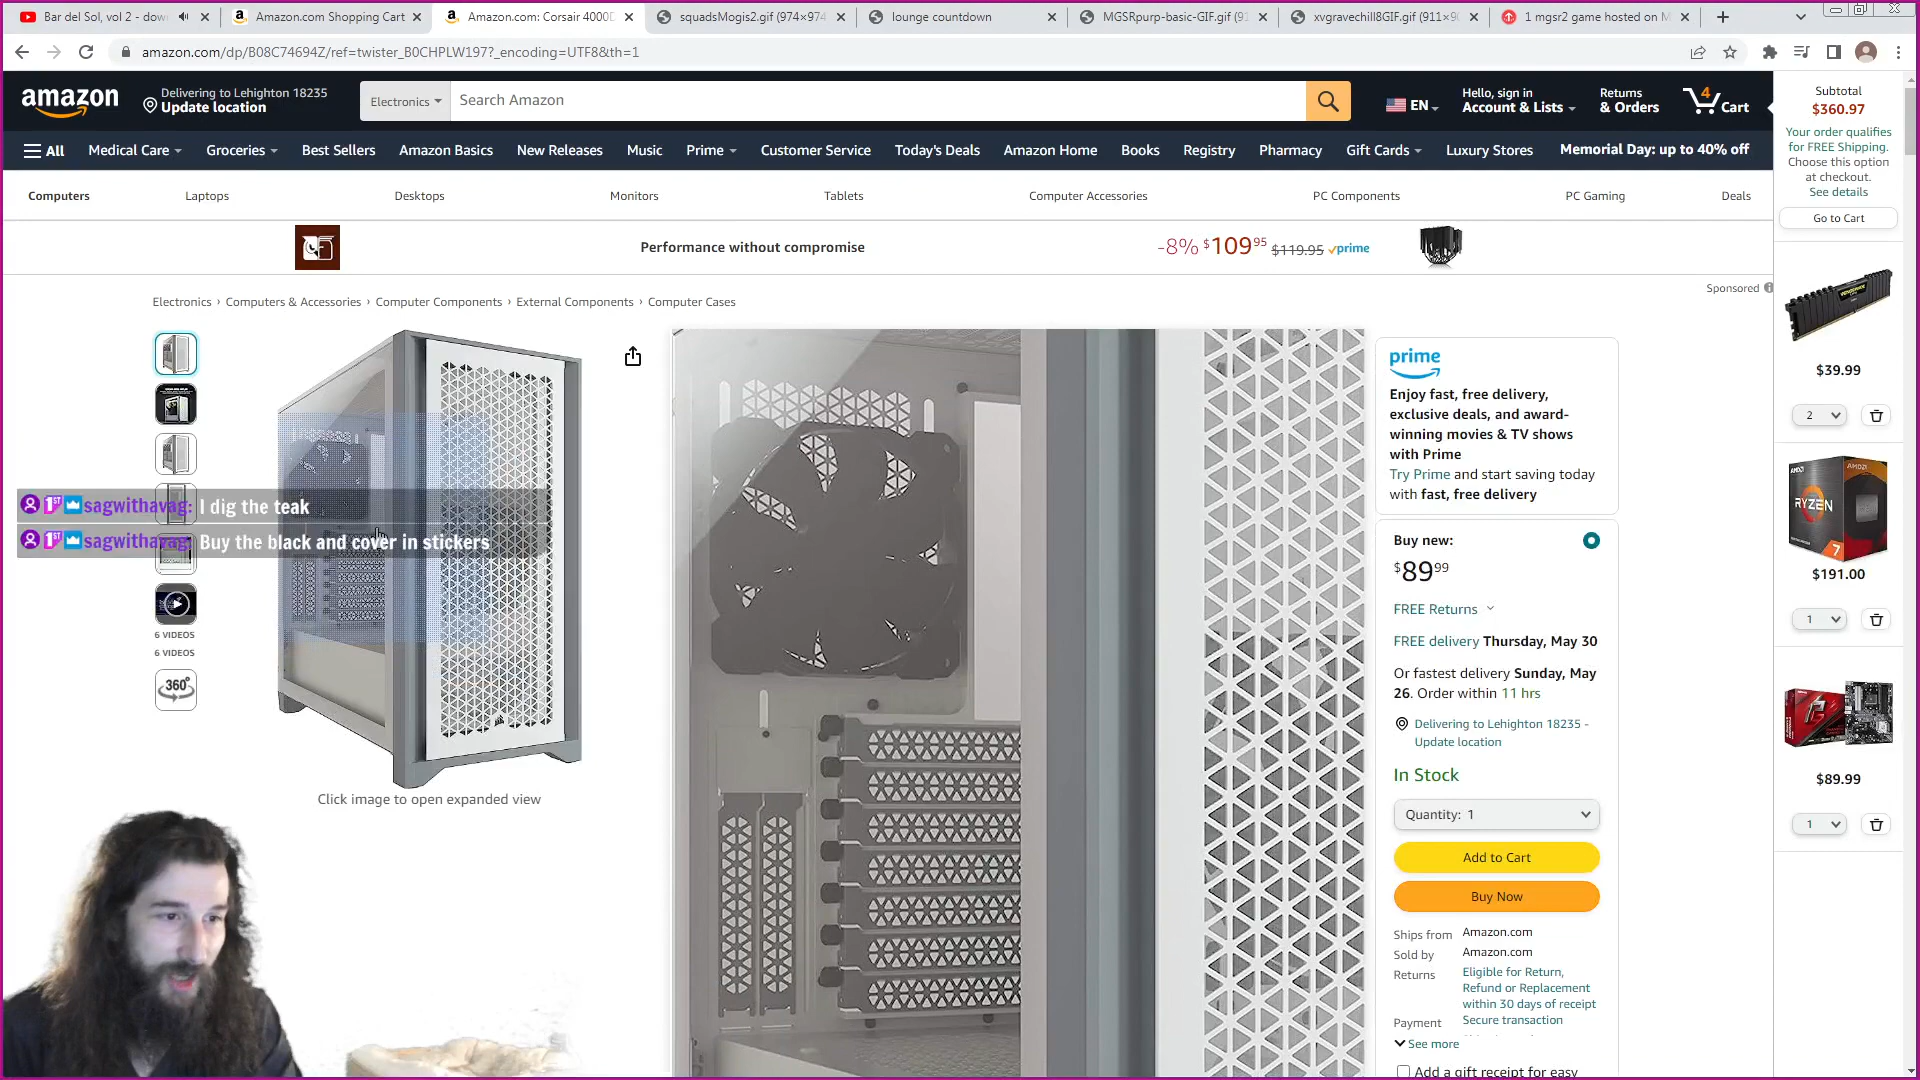 Bar del Sol, vol 2 - dow
Amazon.com Shopping Cart
Amazon.com: Corsair 4000D
squadsMogis2.gif (974×974
lounge countdown
MGSRpurp-basic-GIF.gif (91
xvgravechill8GIF.gif (911×90
1 mgsr2 game hosted on M
amazon.com/dp/B08C74694Z/ref=twister_B0CHPLW197?_encoding=UTF8&th=1
amazon
Delivering to Lehighton 18235
Update location
Electronics
Search Amazon
EN
Hello, sign in
Account & Lists
Returns
& Orders
4
Cart
All
Medical Care
Groceries
Best Sellers
Amazon Basics
New Releases
Music
Prime
Customer Service
Today's Deals
Amazon Home
Books
Registry
Pharmacy
Gift Cards
Luxury Stores
Memorial Day: up to 40% off
Computers
Laptops
Desktops
Monitors
Tablets
Computer Accessories
PC Components
PC Gaming
Deals
Performance without compromise
-8% $109.95 $119.95 prime
Sponsored
Electronics › Computers & Accessories › Computer Components › External Components › Computer Cases
sagwithavag: I dig the teak
sagwithavag: Buy the black and cover in stickers
6 VIDEOS
6 VIDEOS
360°
Click image to open expanded view
prime
Enjoy fast, free delivery,
exclusive deals, and award-
winning movies & TV shows
with Prime
Try Prime and start saving today
with fast, free delivery
Buy new:
$89.99
FREE Returns
FREE delivery Thursday, May 30
Or fastest delivery Sunday, May
26. Order within 11 hrs
Delivering to Lehighton 18235 -
Update location
In Stock
Quantity: 1
Add to Cart
Buy Now
Ships from Amazon.com
Sold by Amazon.com
Returns Eligible for Return,
Refund or Replacement
within 30 days of receipt
Payment Secure transaction
See more
Add a gift receipt for easy
Subtotal
$360.97
Your order qualifies
for FREE Shipping.
Choose this option
at checkout.
See details
Go to Cart
VENGEANCE
$39.99
2
AMD
RYZEN
7
$191.00
1
$89.99
1